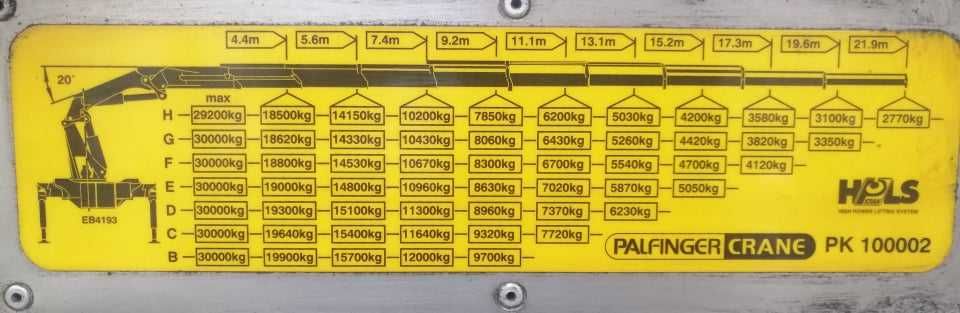 4.4m 5.6m 7.4m 9.2m 11.1m 13.1m 15.2m 17.3m 19.6m 21.9m
20°
max
H 29200kg 18500kg 14150kg 10200kg 7850kg 6200kg 5030kg 4200kg 3580kg 3100kg 2770kg
G 30000kg 18620kg 14330kg 10430kg 8060kg 6430kg 5260kg 4420kg 3820kg 3350kg
F 30000kg 18800kg 14530kg 10670kg 8300kg 6700kg 5540kg 4700kg 4120kg
E 30000kg 19000kg 14800kg 10960kg 8630kg 7020kg 5870kg 5050kg
D 30000kg 19300kg 15100kg 11300kg 8960kg 7370kg 6230kg
C 30000kg 19640kg 15400kg 11640kg 9320kg 7720kg
B 30000kg 19900kg 15700kg 12000kg 9700kg
EB4193
HPLS
HIGH POWER LIFTING SYSTEM
PALFINGER CRANE PK 100002